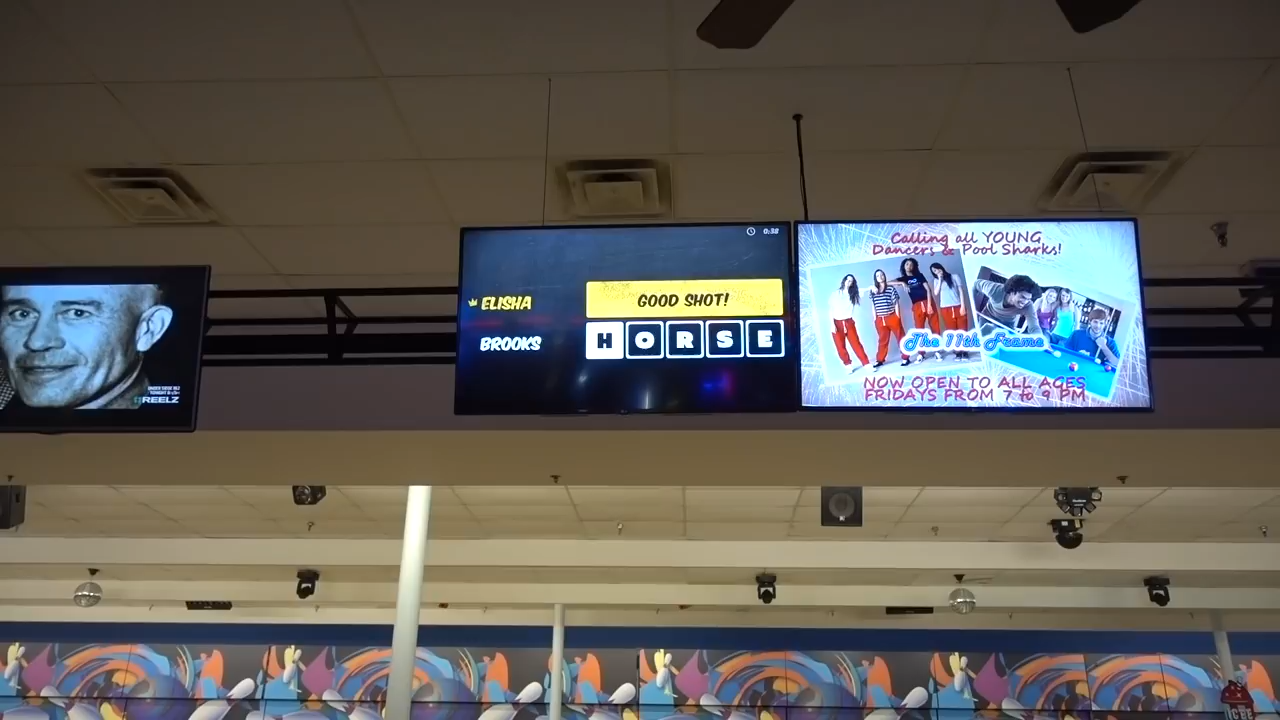 0:38
ELISHA
GOOD SHOT!
BROOKS
HORSE
Calling all YOUNG
Dancers & Pool Sharks!
The 11th Frame
NOW OPEN TO ALL AGES
FRIDAYS FROM 7 to 9 PM
REELZ